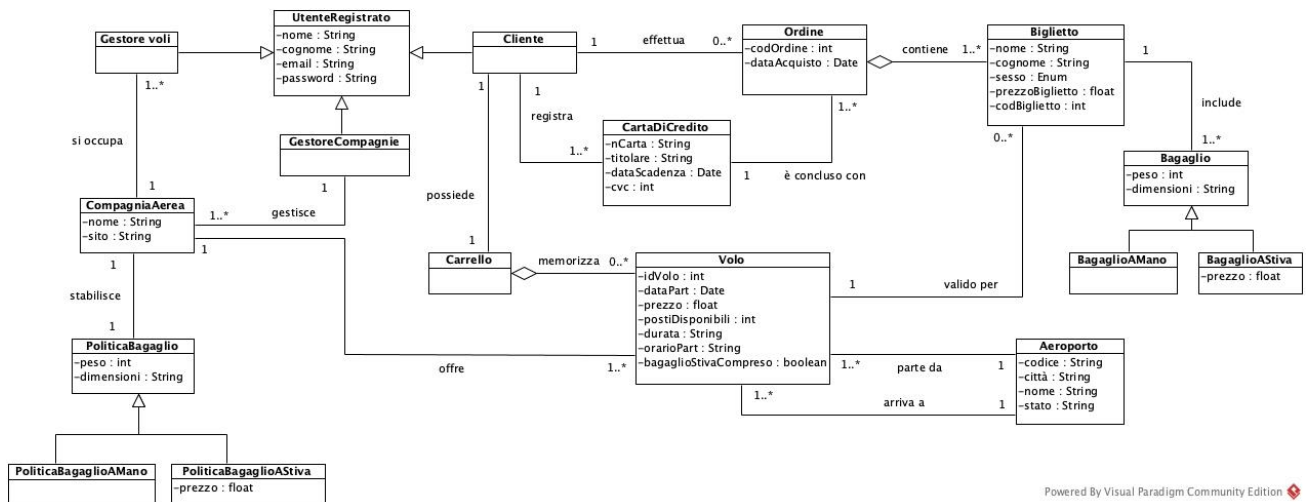 Gestore voli
UtenteRegistrato
-nome : String
-cognome : String
-email : String
-password : String
Cliente
1
effettua
0..*
Ordine
-codOrdine : int
-dataAcquisto : Date
contiene
1..*
Biglietto
-nome : String
-cognome : String
-sesso : Enum
-prezzoBiglietto : float
-codBiglietto : int
1
include
1..*
1..*
si occupa
1
GestoreCompagnie
1
gestisce
1..*
1
registra
1..*
CartaDiCredito
-nCarta : String
-titolare : String
-dataScadenza : Date
-cvc : int
1..*
1
è concluso con
0..*
Bagaglio
-peso : int
-dimensioni : String
BagaglioAMano
BagaglioAStiva
-prezzo : float
1
possiede
1
CompagniaAerea
-nome : String
-sito : String
1
1
stabilisce
1
Carrello
memorizza
0..*
Volo
-idVolo : int
-dataPart : Date
-prezzo : float
-postiDisponibili : int
-durata : String
-orarioPart : String
-bagaglioStivaCompreso : boolean
1
valido per
PoliticaBagaglio
-peso : int
-dimensioni : String
offre
1..*
1..*
parte da
1
1..*
arriva a
1
Aeroporto
-codice : String
-città : String
-nome : String
-stato : String
PoliticaBagaglioAMano
PoliticaBagaglioAStiva
-prezzo : float
Powered By Visual Paradigm Community Edition